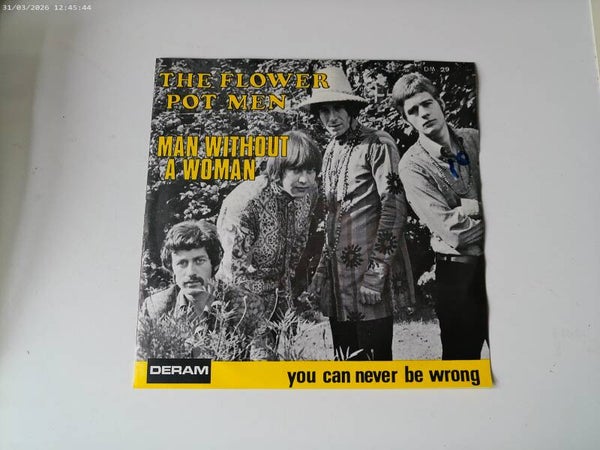 31/03/2026 12:45:44
THE FLOWER
POT MEN
DM 29
MAN WITHOUT
A WOMAN
DERAM
you can never be wrong